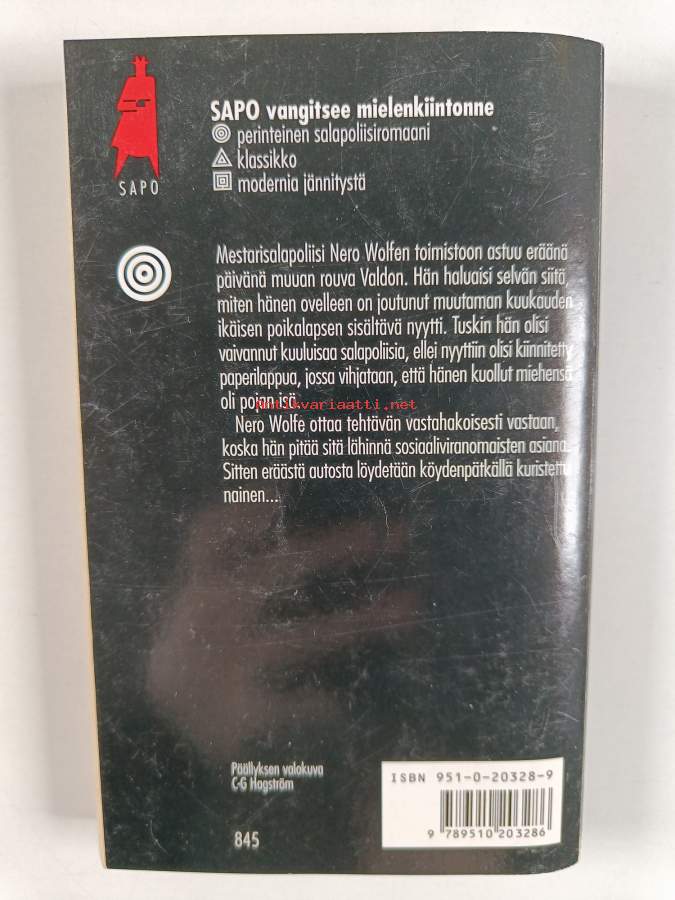 SAPO
SAPO vangitsee mielenkiintonne
perinteinen salapoliisiromaani
klassikko
modernia jännitystä
Mestarisalapoliisi Nero Wolfen toimistoon astuu eräänä
päivänä muuan rouva Valdon. Hän haluaisi selvän siitä,
miten hänen ovelleen on joutunut muutaman kuukauden
ikäisen poikalapsen sisältävä nyytti. Tuskin hän olisi
vaivannut kuuluisaa salapoliisia, ellei nyyttiin olisi kiinnitetty
paperilappua, jossa vihjataan, että hänen kuollut miehensä
oli pojan isä.
Antikvariaatti.net
Nero Wolfe ottaa tehtävän vastahakoisesti vastaan,
koska hän pitää sitä lähinnä sosiaaliviranomaisten asiana.
Sitten eräästä autosta löydetään köydenpätkällä kuristettu
nainen...
Päällyksen valokuva
C-G Hagström
845
ISBN 951-0-20328-9
9 789510 203286